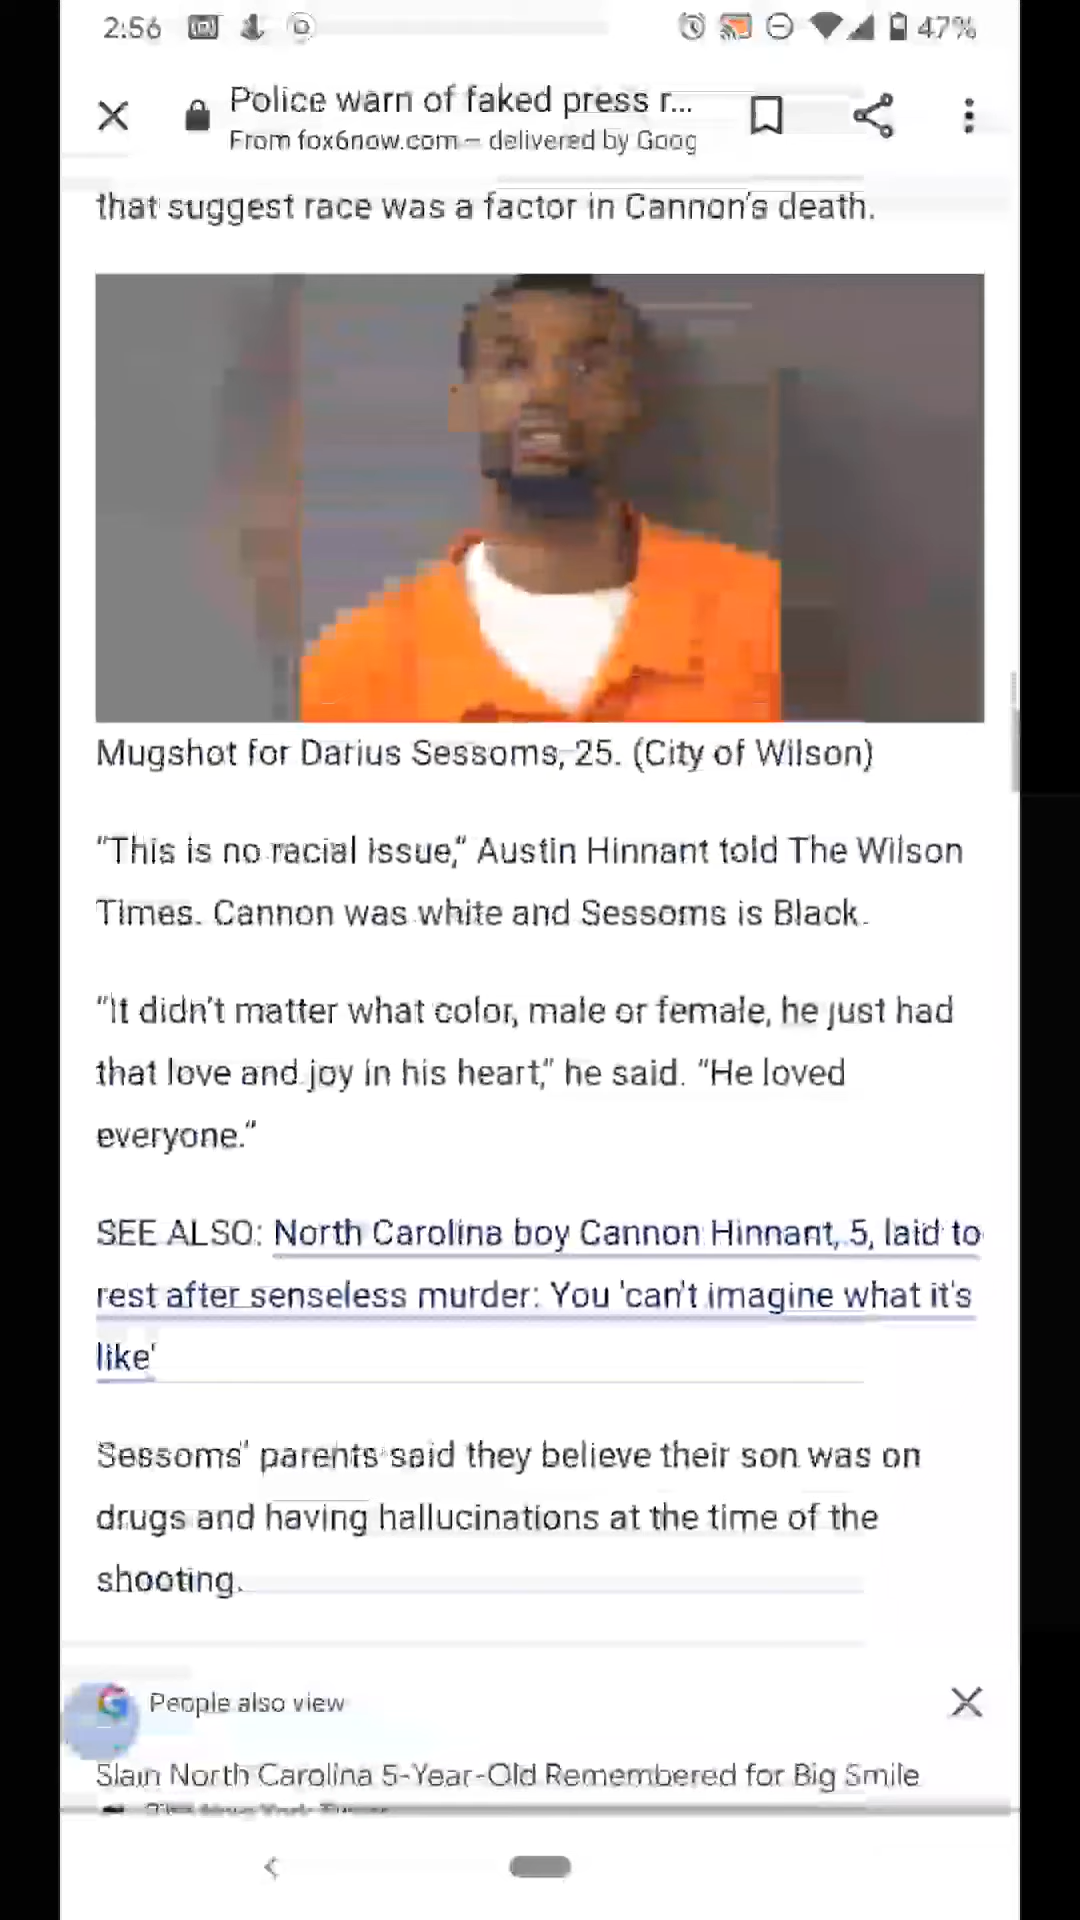 2:56
47%
Police warn of faked press r...
From fox6now.com – delivered by Goog
that suggest race was a factor in Cannon's death.
Mugshot for Darius Sessoms, 25. (City of Wilson)
“This is no racial issue,” Austin Hinnant told The Wilson
Times. Cannon was white and Sessoms is Black.
“It didn’t matter what color, male or female, he just had
that love and joy in his heart,” he said. “He loved
everyone.”
SEE ALSO: North Carolina boy Cannon Hinnant, 5, laid to
rest after senseless murder: You 'can't imagine what it's
like'
Sessoms’ parents said they believe their son was on
drugs and having hallucinations at the time of the
shooting.
People also view
Slain North Carolina 5-Year-Old Remembered for Big Smile